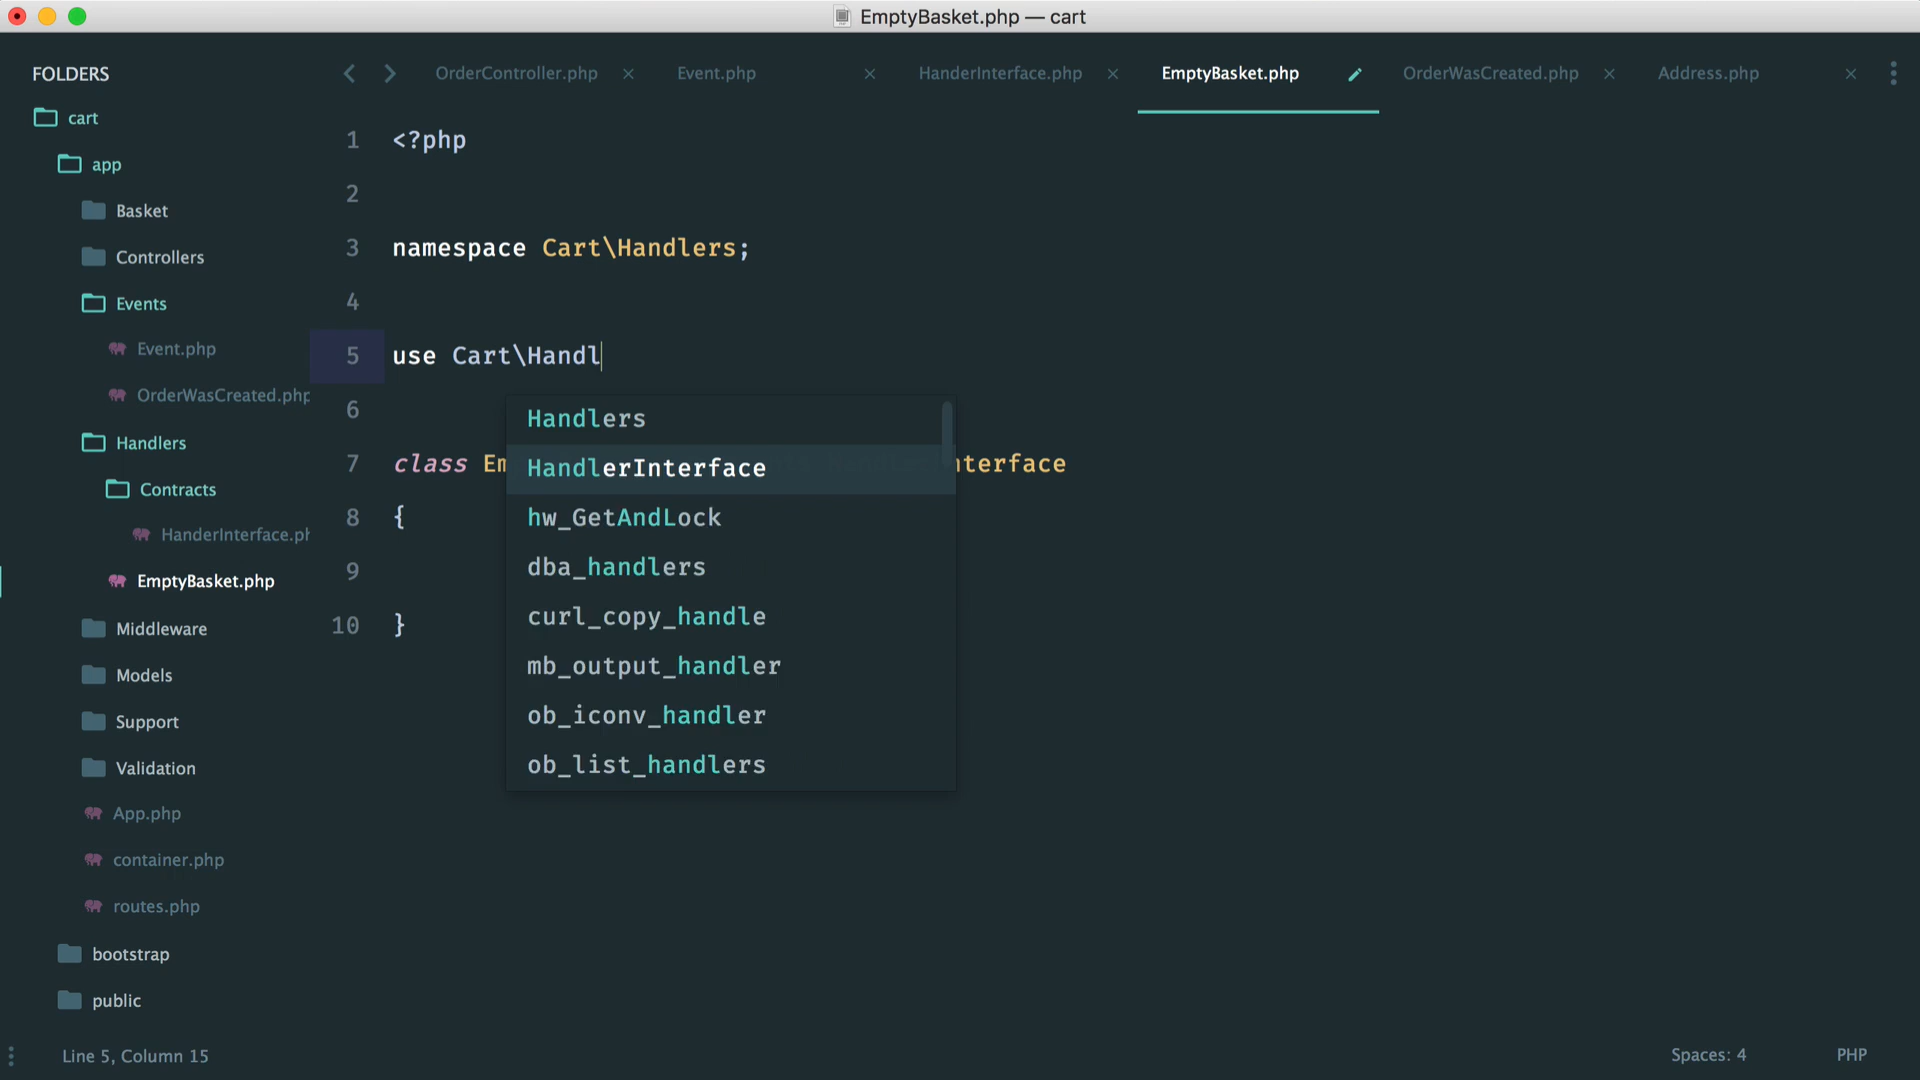 EmptyBasket.php — cart
FOLDERS
cart
app
Basket
Controllers
Events
Event.php
OrderWasCreated.php
Handlers
Contracts
HanderInterface.ph
EmptyBasket.php
Middleware
Models
Support
Validation
App.php
container.php
routes.php
bootstrap
public
OrderController.php
Event.php
HanderInterface.php
EmptyBasket.php
OrderWasCreated.php
Address.php
1 <?php
2
3 namespace Cart\Handlers;
4
5 use Cart\Handl
6
7 class Em nterface
8 {
9
10 }
Handlers
HandlerInterface
hw_GetAndLock
dba_handlers
curl_copy_handle
mb_output_handler
ob_iconv_handler
ob_list_handlers
Line 5, Column 15
Spaces: 4
PHP